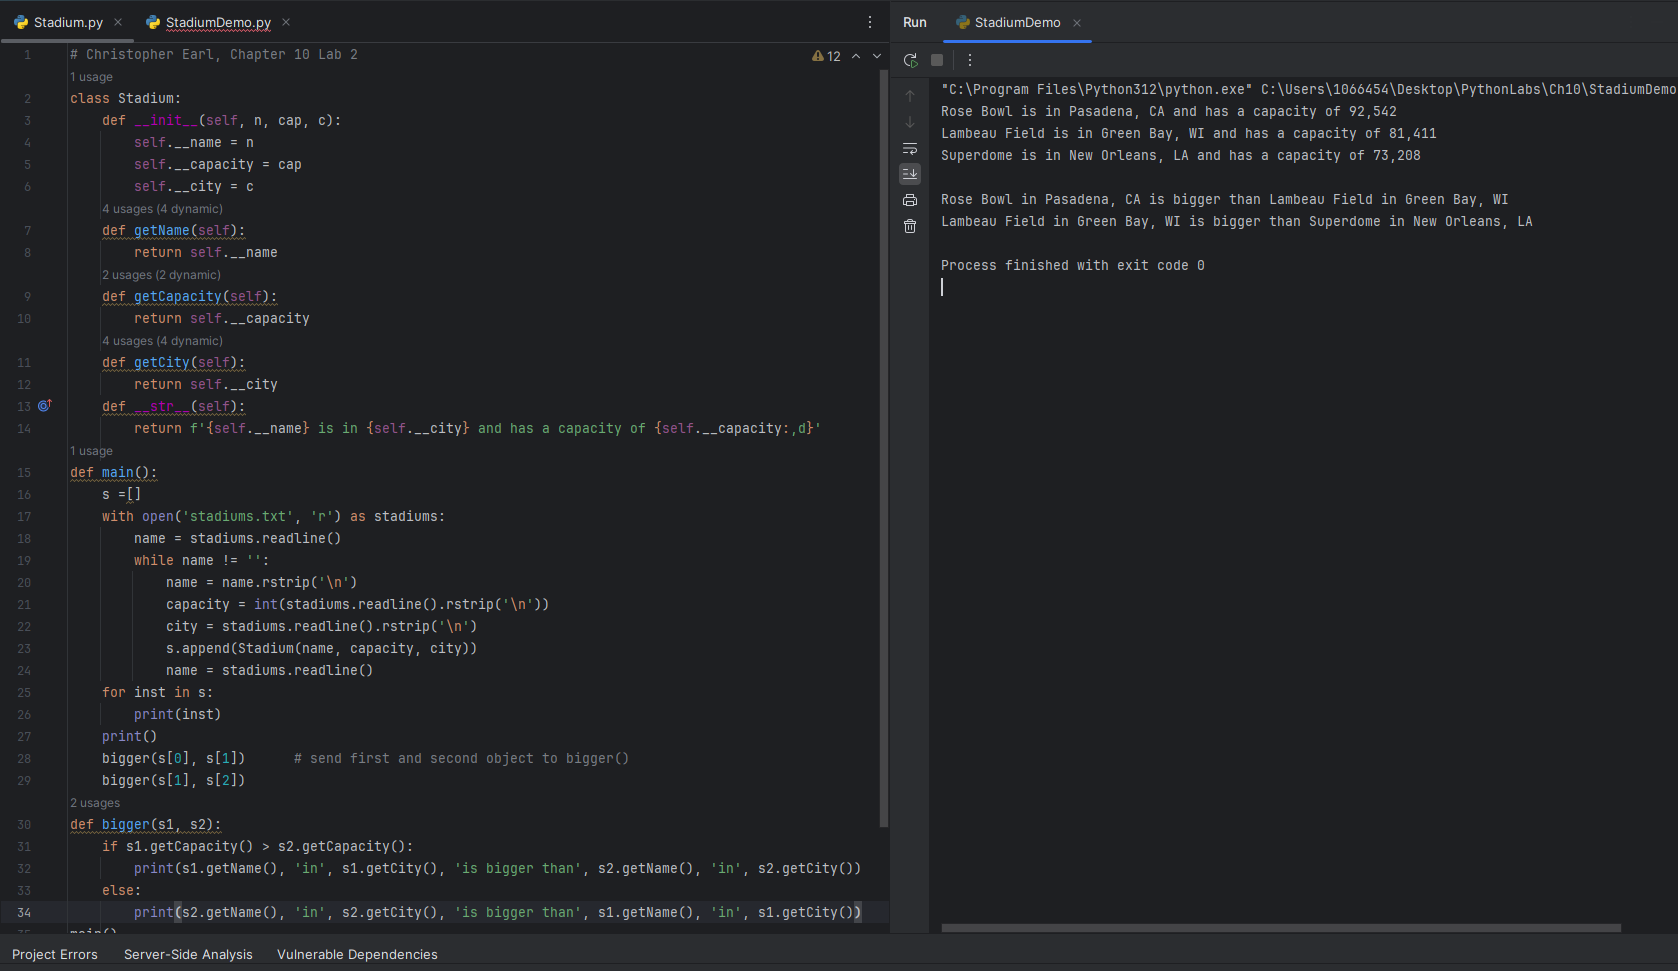 Stadium.py
StadiumDemo.py
Run
StadiumDemo
12
1 # Christopher Earl, Chapter 10 Lab 2
1 usage
2 class Stadium:
3 def __init__(self, n, cap, c):
4 self.__name = n
5 self.__capacity = cap
6 self.__city = c
4 usages (4 dynamic)
7 def getName(self):
8 return self.__name
2 usages (2 dynamic)
9 def getCapacity(self):
10 return self.__capacity
4 usages (4 dynamic)
11 def getCity(self):
12 return self.__city
13 def __str__(self):
14 return f'{self.__name} is in {self.__city} and has a capacity of {self.__capacity:,d}'
1 usage
15 def main():
16 s =[]
17 with open('stadiums.txt', 'r') as stadiums:
18 name = stadiums.readline()
19 while name != '':
20 name = name.rstrip('\n')
21 capacity = int(stadiums.readline().rstrip('\n'))
22 city = stadiums.readline().rstrip('\n')
23 s.append(Stadium(name, capacity, city))
24 name = stadiums.readline()
25 for inst in s:
26 print(inst)
27 print()
28 bigger(s[0], s[1]) # send first and second object to bigger()
29 bigger(s[1], s[2])
2 usages
30 def bigger(s1, s2):
31 if s1.getCapacity() > s2.getCapacity():
32 print(s1.getName(), 'in', s1.getCity(), 'is bigger than', s2.getName(), 'in', s2.getCity())
33 else:
34 print(s2.getName(), 'in', s2.getCity(), 'is bigger than', s1.getName(), 'in', s1.getCity())
35 main()
"C:\Program Files\Python312\python.exe" C:\Users\1066454\Desktop\PythonLabs\Ch10\StadiumDemo
Rose Bowl is in Pasadena, CA and has a capacity of 92,542
Lambeau Field is in Green Bay, WI and has a capacity of 81,411
Superdome is in New Orleans, LA and has a capacity of 73,208
Rose Bowl in Pasadena, CA is bigger than Lambeau Field in Green Bay, WI
Lambeau Field in Green Bay, WI is bigger than Superdome in New Orleans, LA
Process finished with exit code 0
Project Errors
Server-Side Analysis
Vulnerable Dependencies